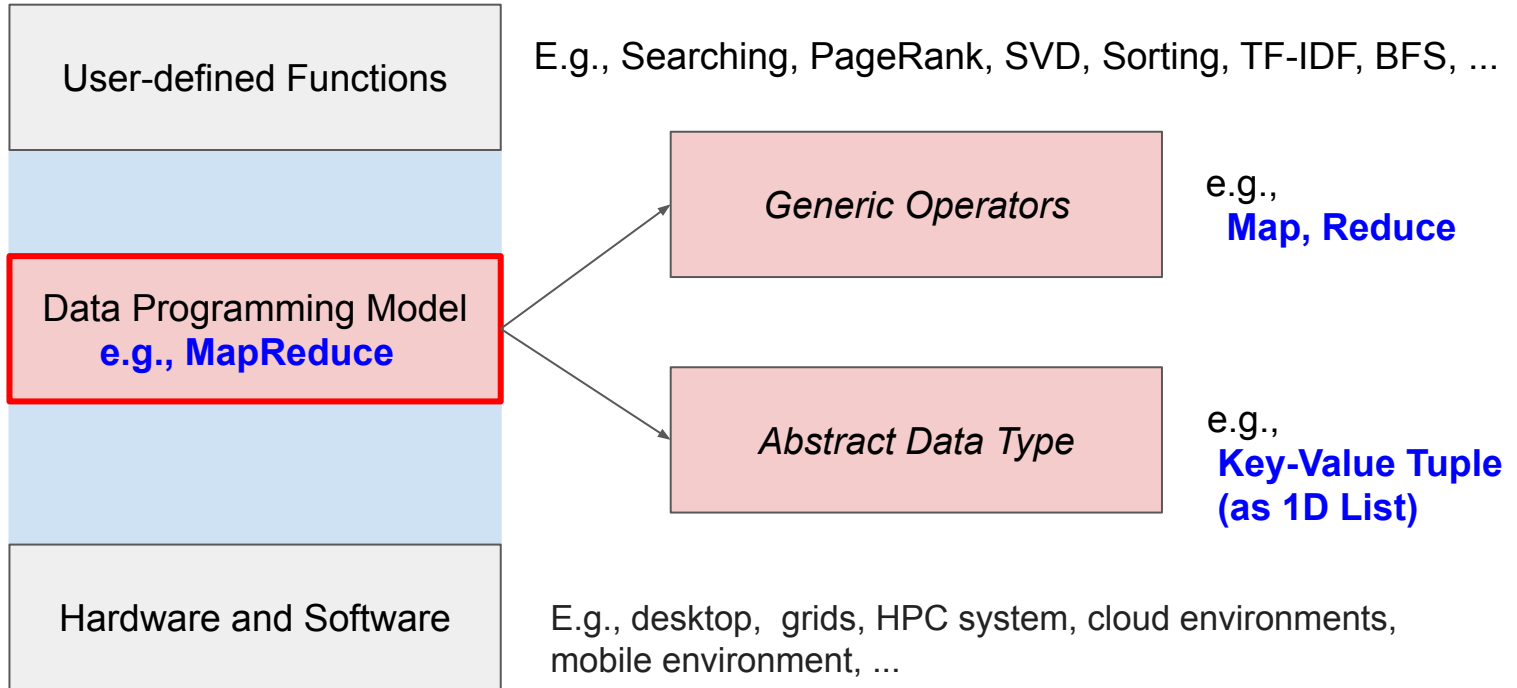 User-defined Functions
E.g., Searching, PageRank, SVD, Sorting, TF-IDF, BFS, ...
Generic Operators
e.g.,
Map, Reduce
Data Programming Model
e.g., MapReduce
Abstract Data Type
e.g.,
Key-Value Tuple
(as 1D List)
Hardware and Software
E.g., desktop, grids, HPC system, cloud environments,
mobile environment, ...